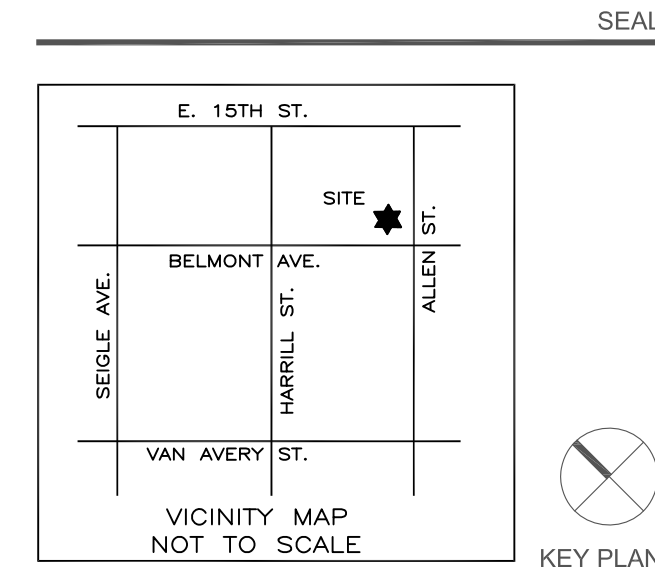 SEAL
E. 15TH ST.
SITE
ALLEN ST.
BELMONT AVE.
SEIGLE AVE.
HARRILL ST.
VAN AVERY ST.
VICINITY MAP
NOT TO SCALE
KEY PLAN